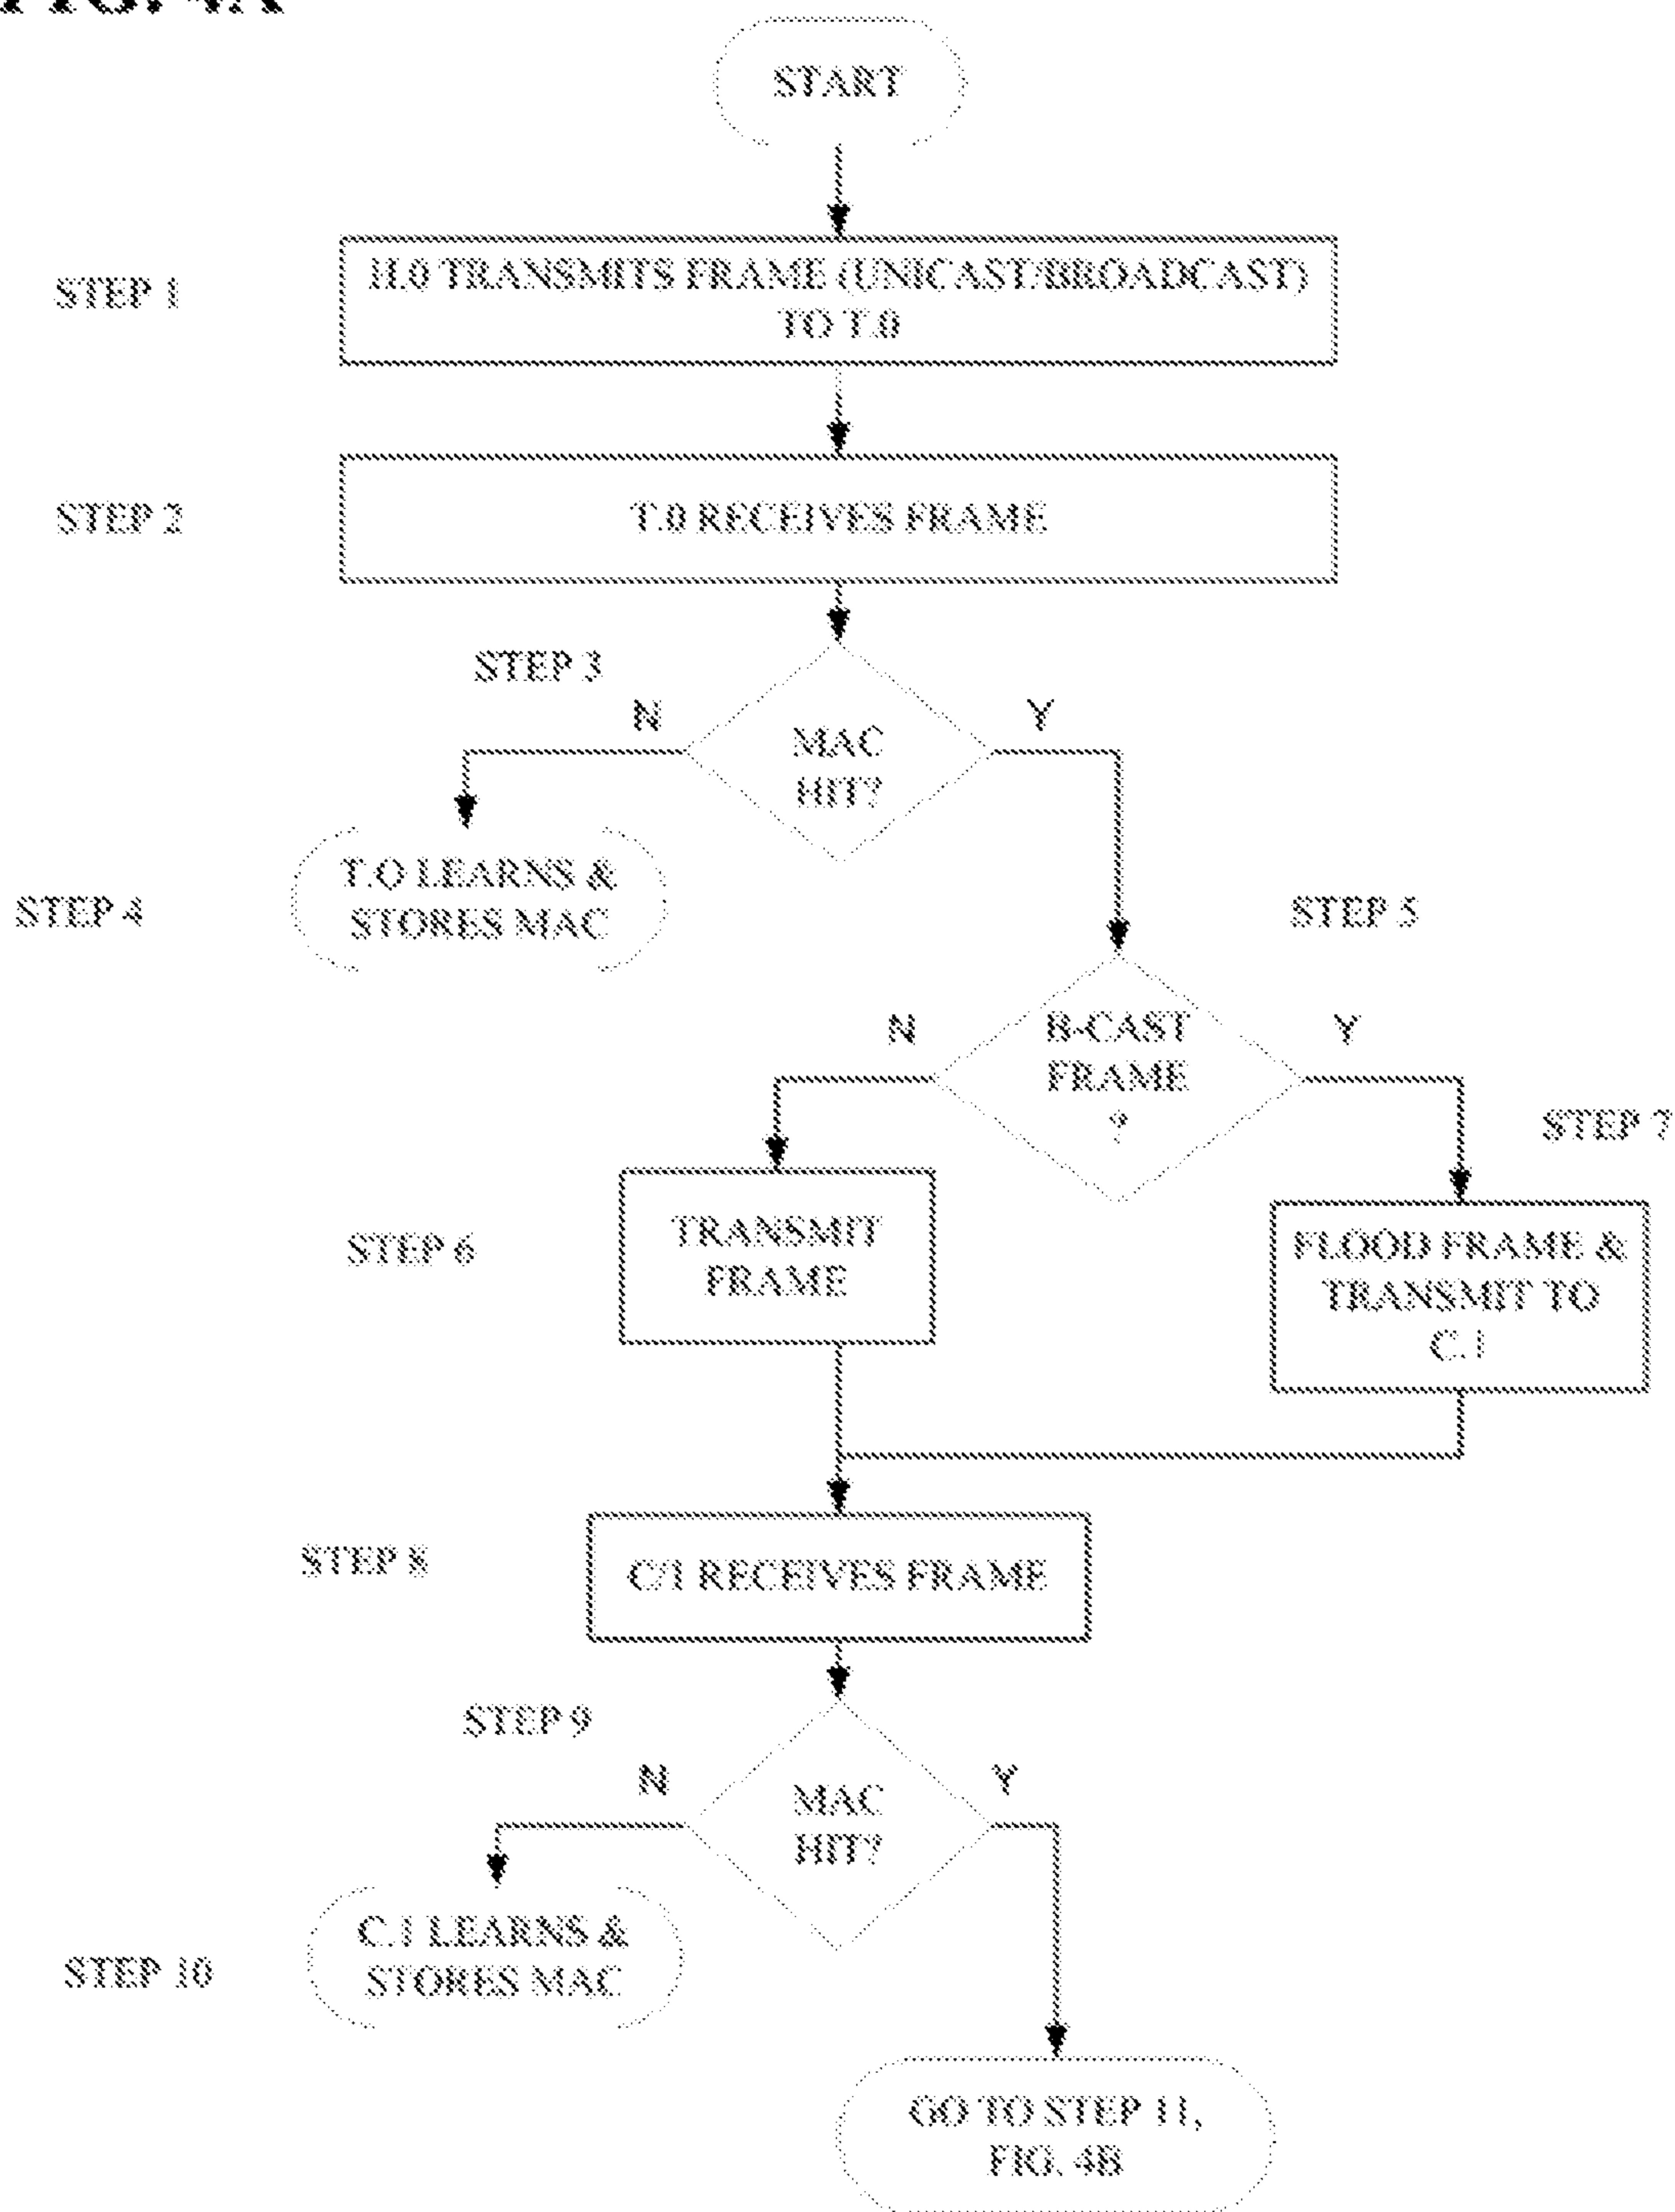 FIG. 4A
START
STEP 1
H.0 TRANSMITS FRAME (UNICAST/BROADCAST)
TO T.0
STEP 2
T.0 RECEIVES FRAME
STEP 3
N
Y
MAC
HIT?
STEP 4
T.O LEARNS &
STORES MAC
STEP 5
N
B-CAST
FRAME
?
Y
STEP 7
STEP 6
TRANSMIT
FRAME
FLOOD FRAME &
TRANSMIT TO
C.1
STEP 8
C/1 RECEIVES FRAME
STEP 9
N
Y
MAC
HIT?
STEP 10
C.1 LEARNS &
STORES MAC
GO TO STEP 11,
FIG. 4B